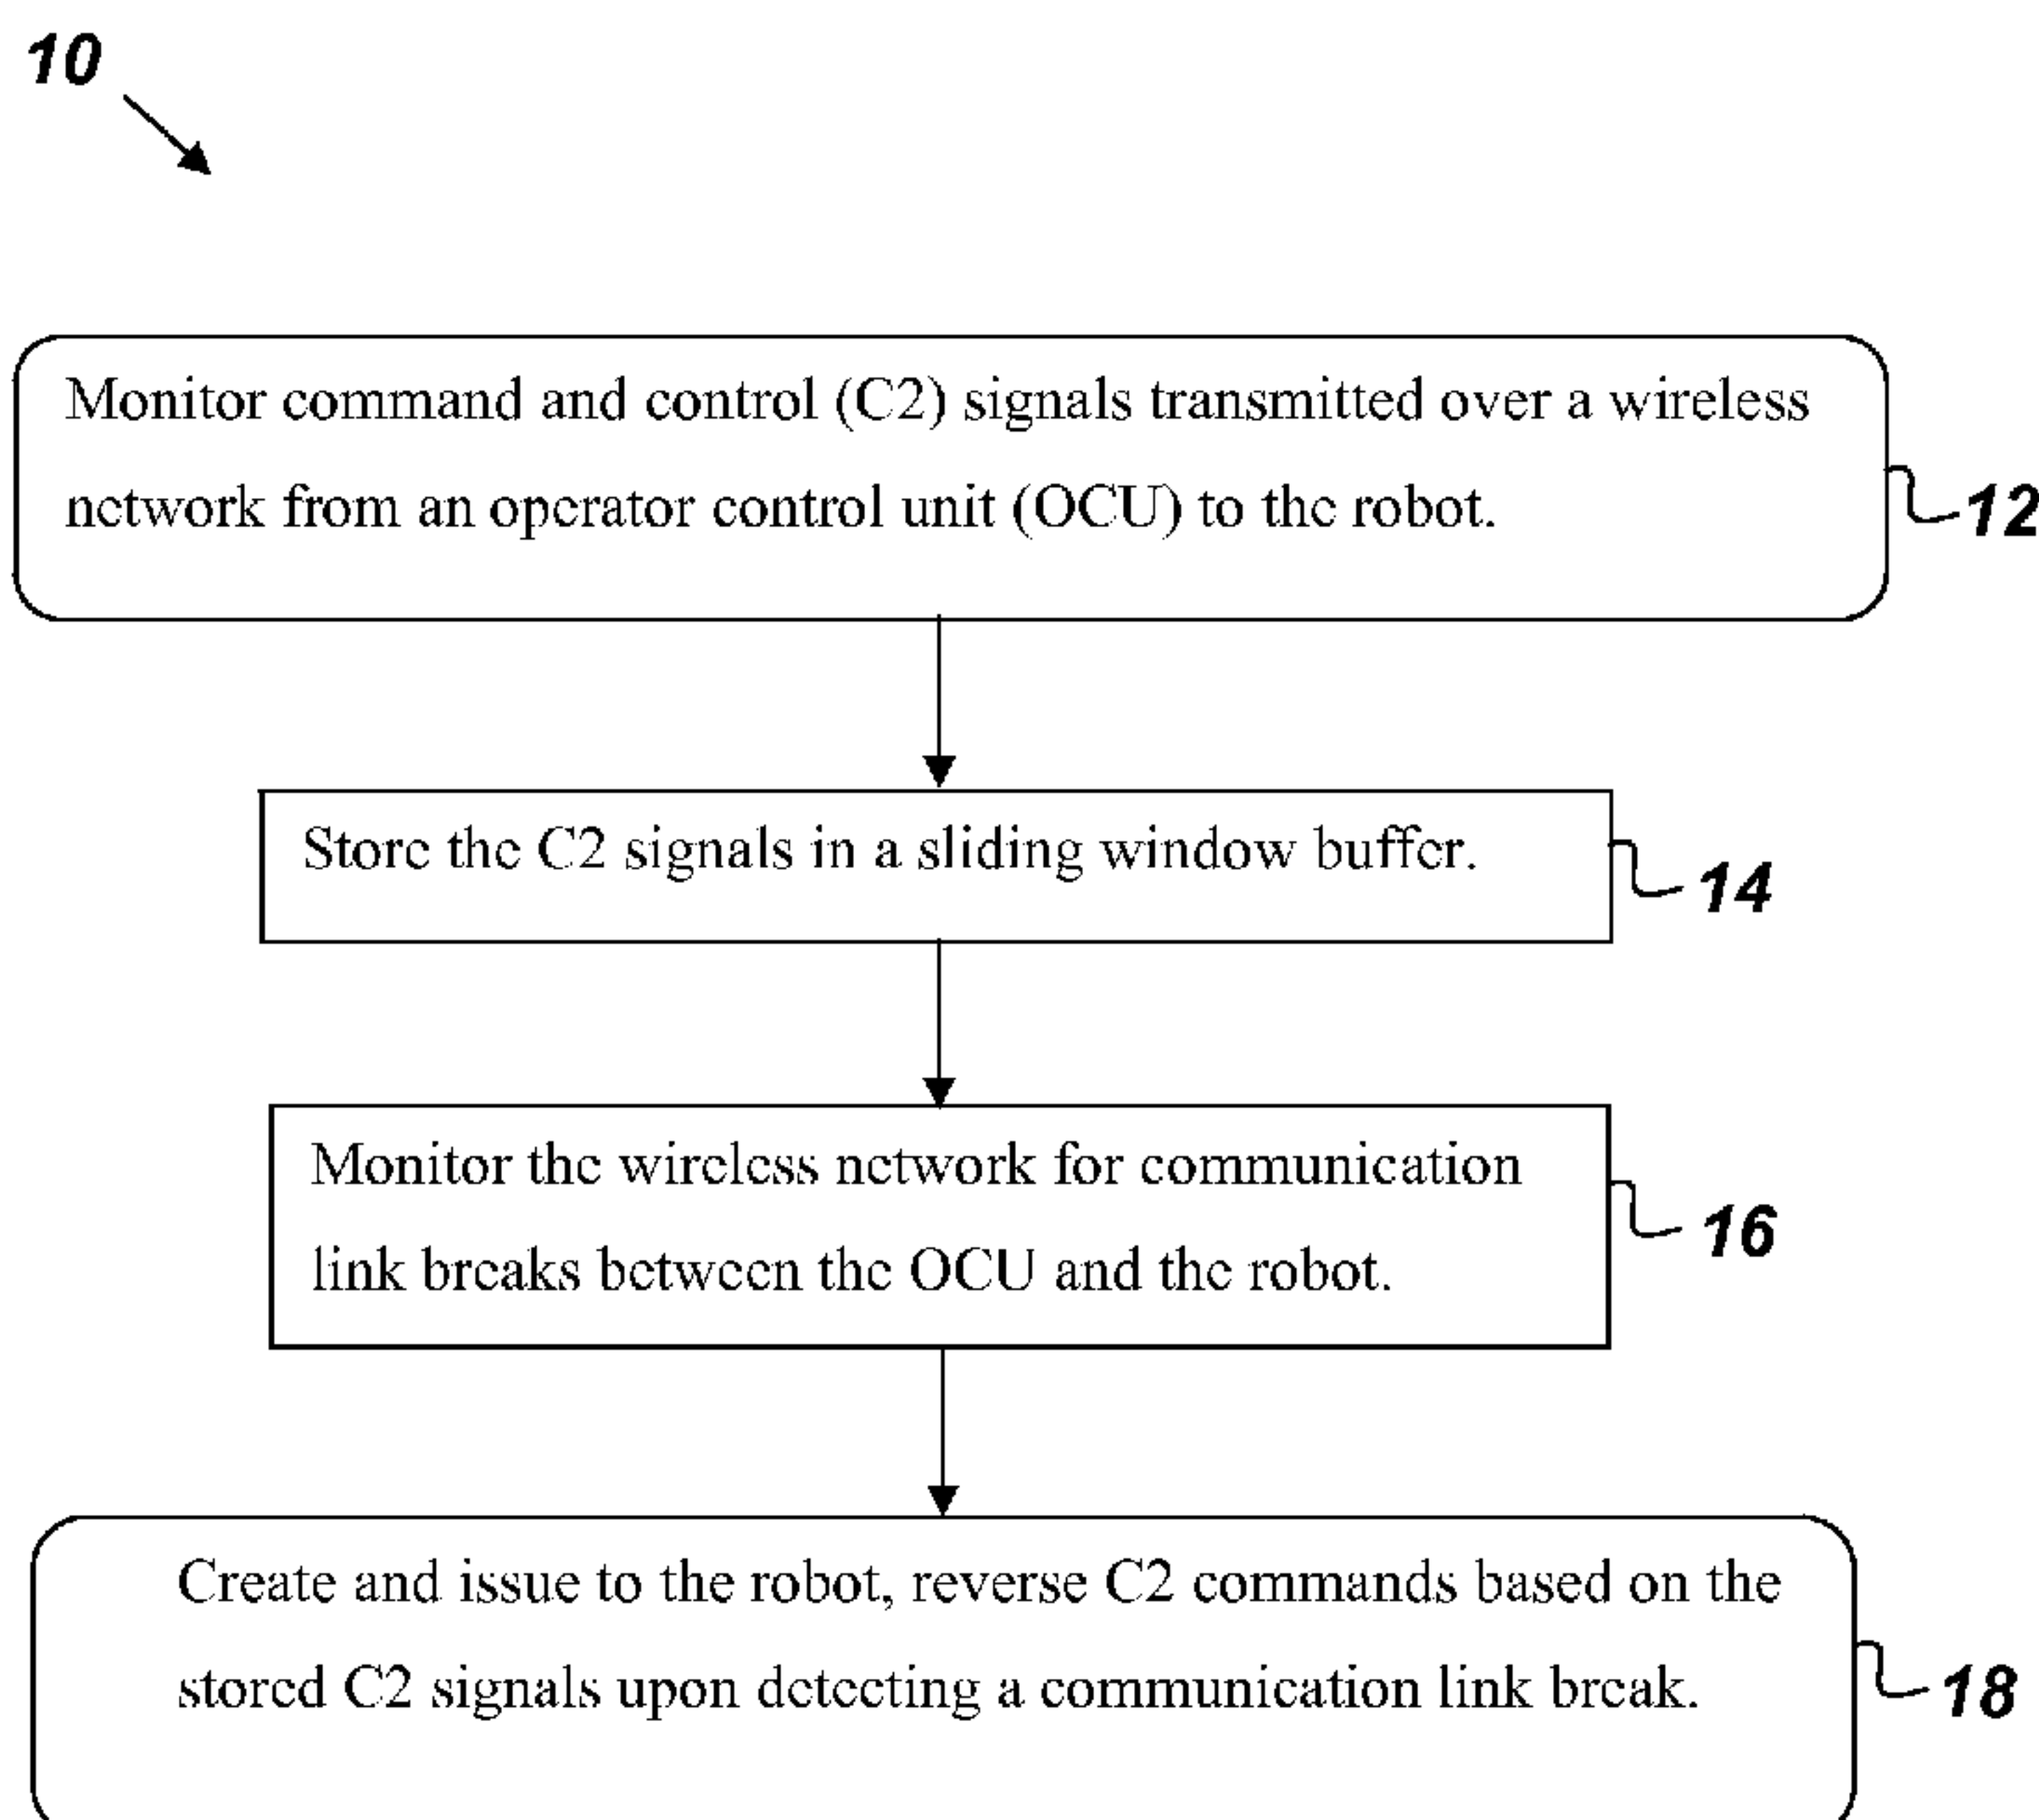 10
Monitor command and control (C2) signals transmitted over a wireless
network from an operator control unit (OCU) to the robot.
12
Store the C2 signals in a sliding window buffer.
14
Monitor the wireless network for communication
link breaks between the OCU and the robot.
16
Create and issue to the robot, reverse C2 commands based on the
stored C2 signals upon detecting a communication link break.
18